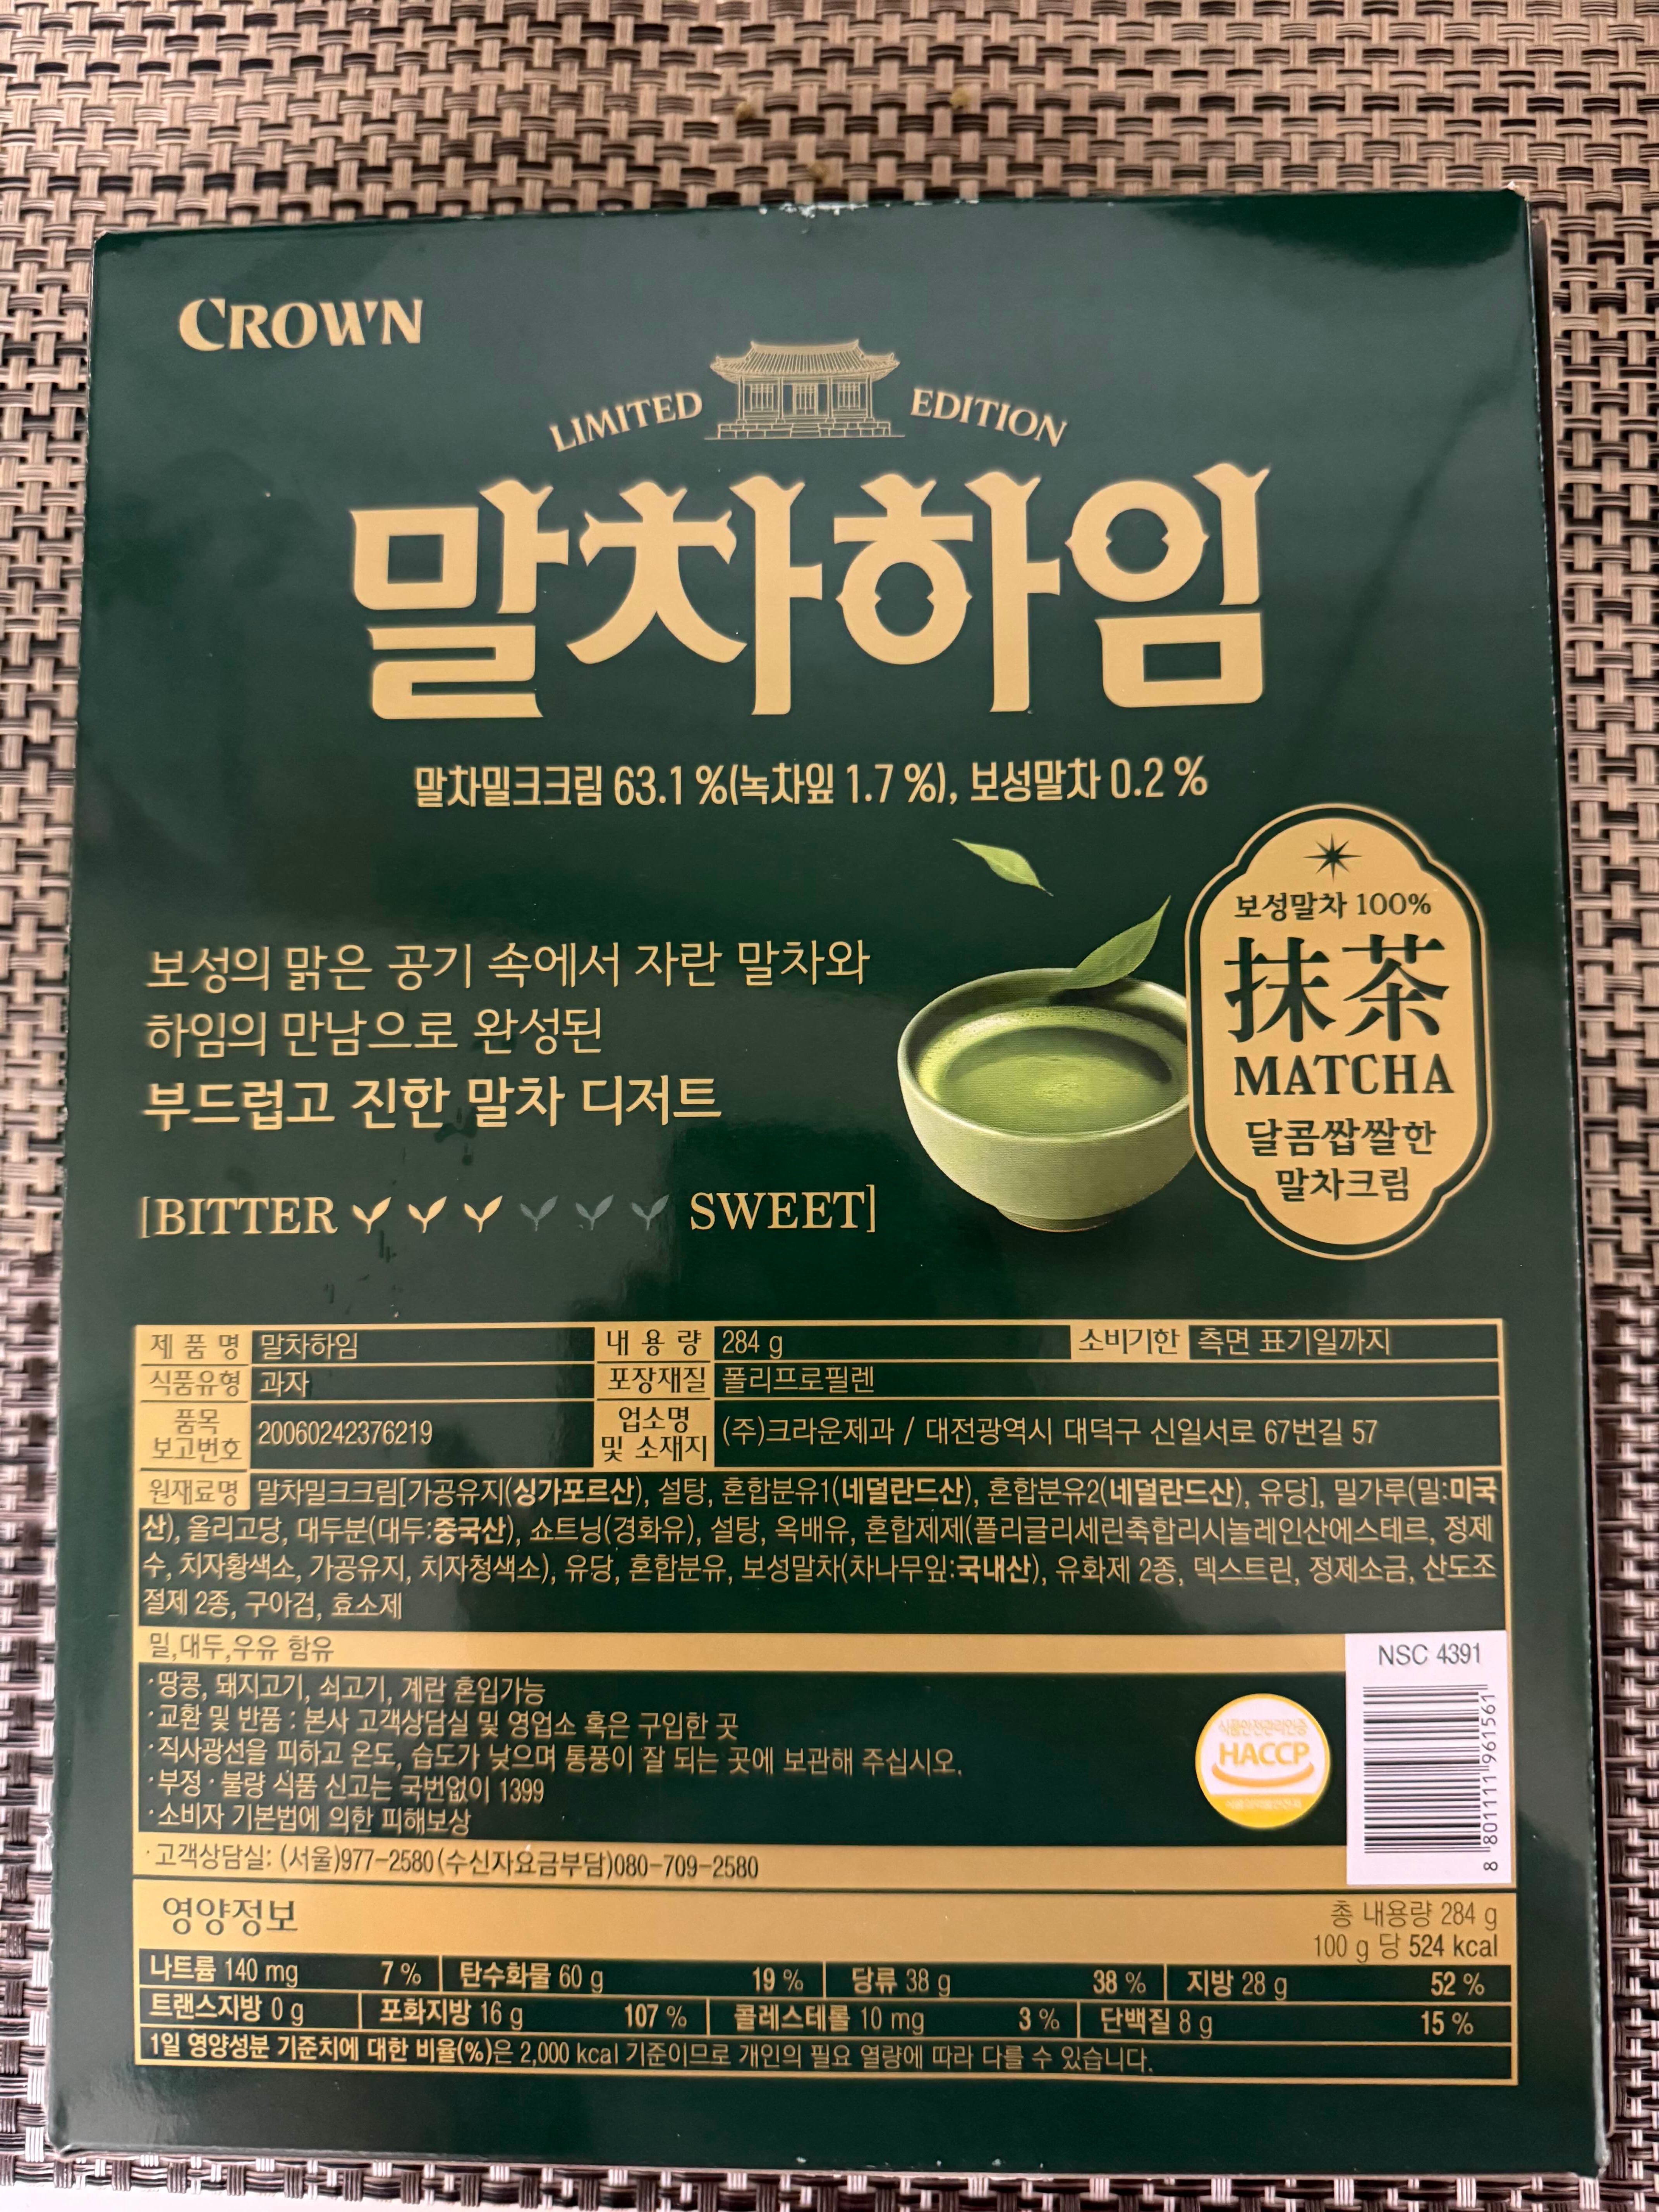 CROWN
LIMITED EDITION
말차하임
말차밀크크림 63.1 %(녹차잎 1.7 %), 보성말차 0.2 %
보성의 맑은 공기 속에서 자란 말차와
하임의 만남으로 완성된
부드럽고 진한 말차 디저트
[BITTER SWEET]
보성말차 100%
抹茶
MATCHA
달콤쌉쌀한
말차크림
제품명 말차하임 내용량 284 g 소비기한 측면 표기일까지
식품유형 과자 포장재질 폴리프로필렌
품목 보고번호 20060242376219 업소명 및 소재지 (주)크라운제과 / 대전광역시 대덕구 신일서로 67번길 57
원재료명 말차밀크크림[가공유지(싱가포르산), 설탕, 혼합분유1(네덜란드산), 혼합분유2(네덜란드산), 유당], 밀가루(밀:미국
산), 올리고당, 대두분(대두:중국산), 쇼트닝(경화유), 설탕, 옥배유, 혼합제제(폴리글리세린축합리시놀레인산에스테르, 정제
수, 치자황색소, 가공유지, 치자청색소), 유당, 혼합분유, 보성말차(차나무잎:국내산), 유화제 2종, 덱스트린, 정제소금, 산도조
절제 2종, 구아검, 효소제
밀,대두,우유 함유
·땅콩, 돼지고기, 쇠고기, 계란 혼입가능
·교환 및 반품 : 본사 고객상담실 및 영업소 혹은 구입한 곳
·직사광선을 피하고 온도, 습도가 낮으며 통풍이 잘 되는 곳에 보관해 주십시오.
·부정·불량 식품 신고는 국번없이 1399
·소비자 기본법에 의한 피해보상
·고객상담실: (서울)977-2580(수신자요금부담)080-709-2580
식품안전관리인증
HACCP
식품의약품안전처
NSC 4391
8 801111 961561
영양정보
총 내용량 284 g
100 g 당 524 kcal
나트륨 140 mg 7 % 탄수화물 60 g 19 % 당류 38 g 38 % 지방 28 g 52 %
트랜스지방 0 g 포화지방 16 g 107 % 콜레스테롤 10 mg 3 % 단백질 8 g 15 %
1일 영양성분 기준치에 대한 비율(%)은 2,000 kcal 기준이므로 개인의 필요 열량에 따라 다를 수 있습니다.